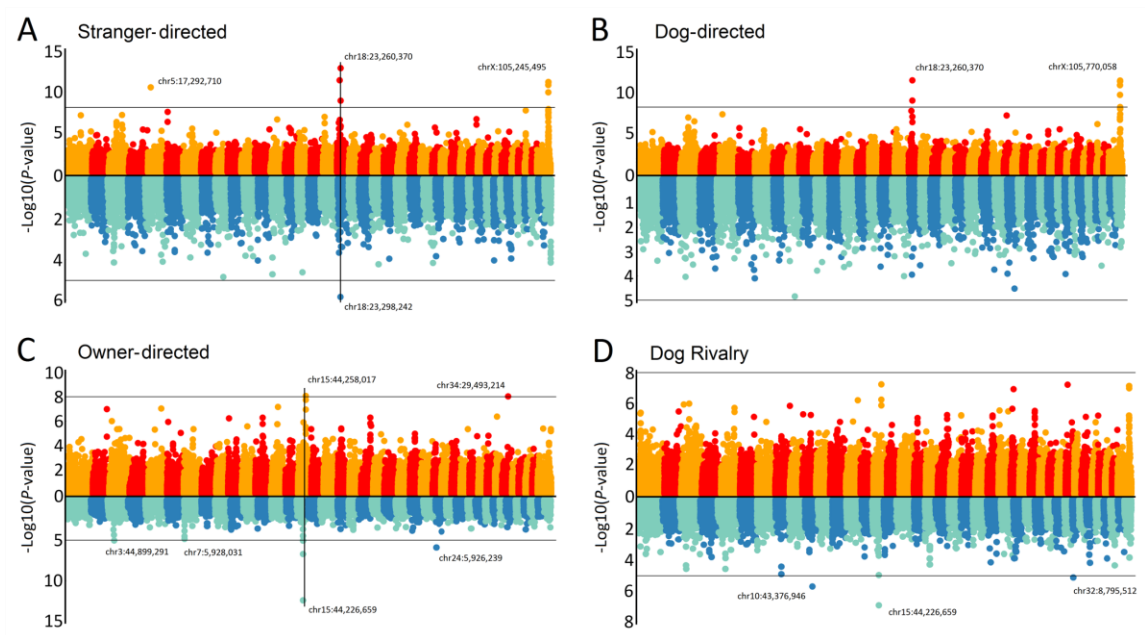 A Stranger-directed
-Log10(P-value)
15
10
5
0
2
4
6
chr5:17,292,710
chr18:23,260,370
chrX:105,245,495
chr18:23,298,242
B Dog-directed
-Log10(P-value)
15
10
5
0
1
2
3
4
5
chr18:23,260,370
chrX:105,770,058
C Owner-directed
-Log10(P-value)
10
8
6
4
2
0
5
10
15
chr15:44,258,017
chr34:29,493,214
chr3:44,899,291
chr7:5,928,031
chr24:5,926,239
chr15:44,226,659
D Dog Rivalry
-Log10(P-value)
8
6
4
2
0
2
4
6
8
chr10:43,376,946
chr15:44,226,659
chr32:8,795,512